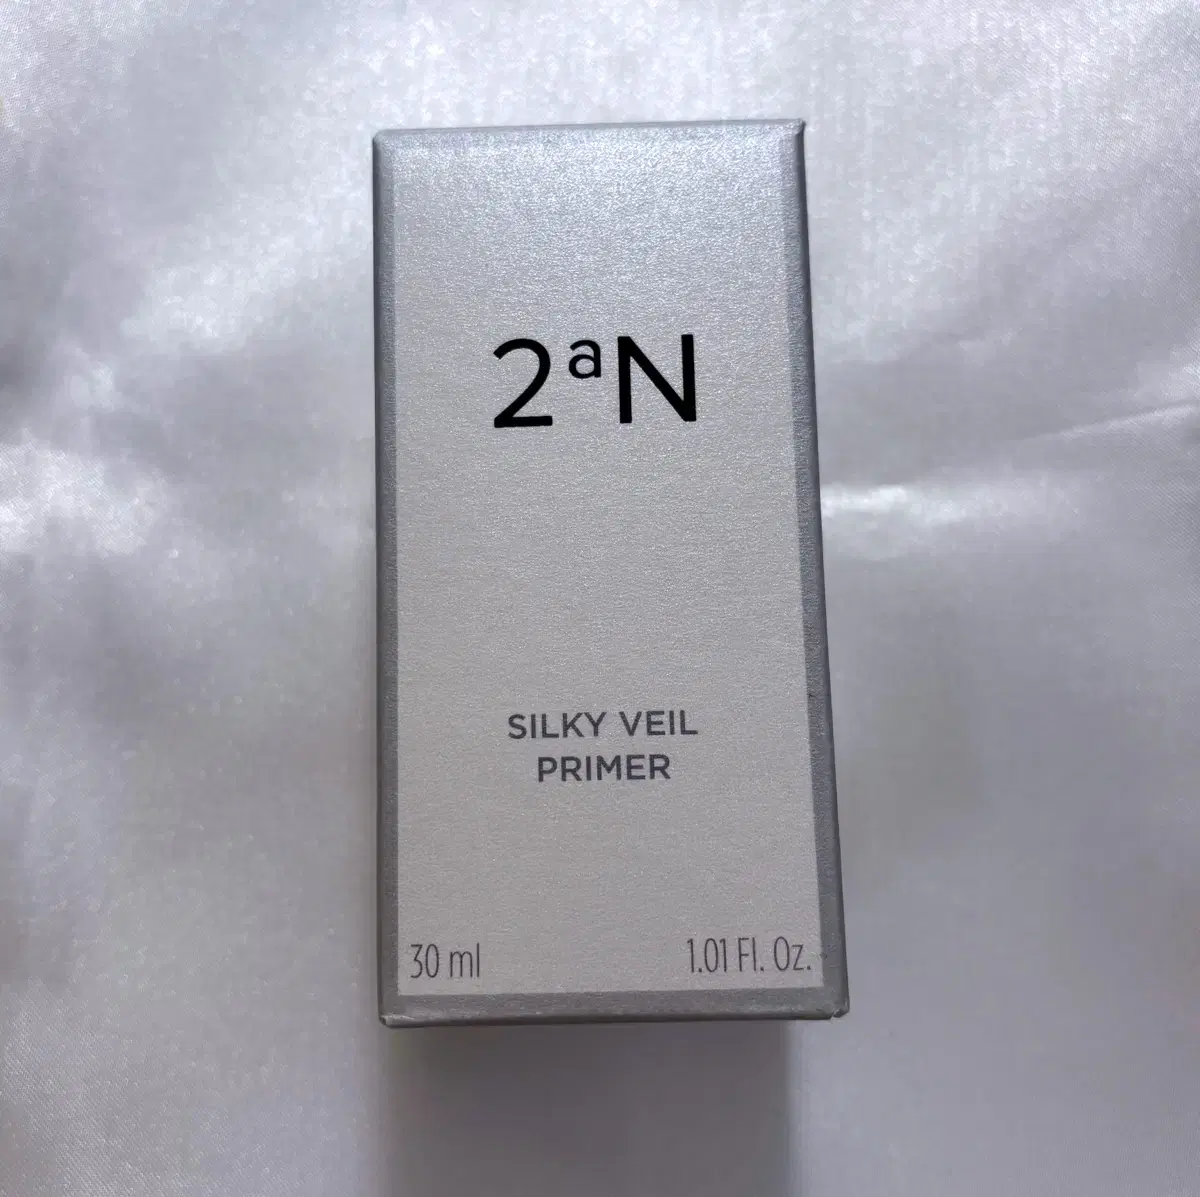 2aN
SILKY VEIL
PRIMER
30 ml 1.01 Fl. Oz.